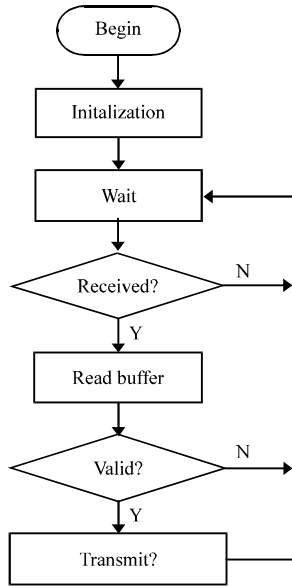 Begin
Initalization
Wait
Received?
N
Y
Read buffer
Valid?
N
Y
Transmit?